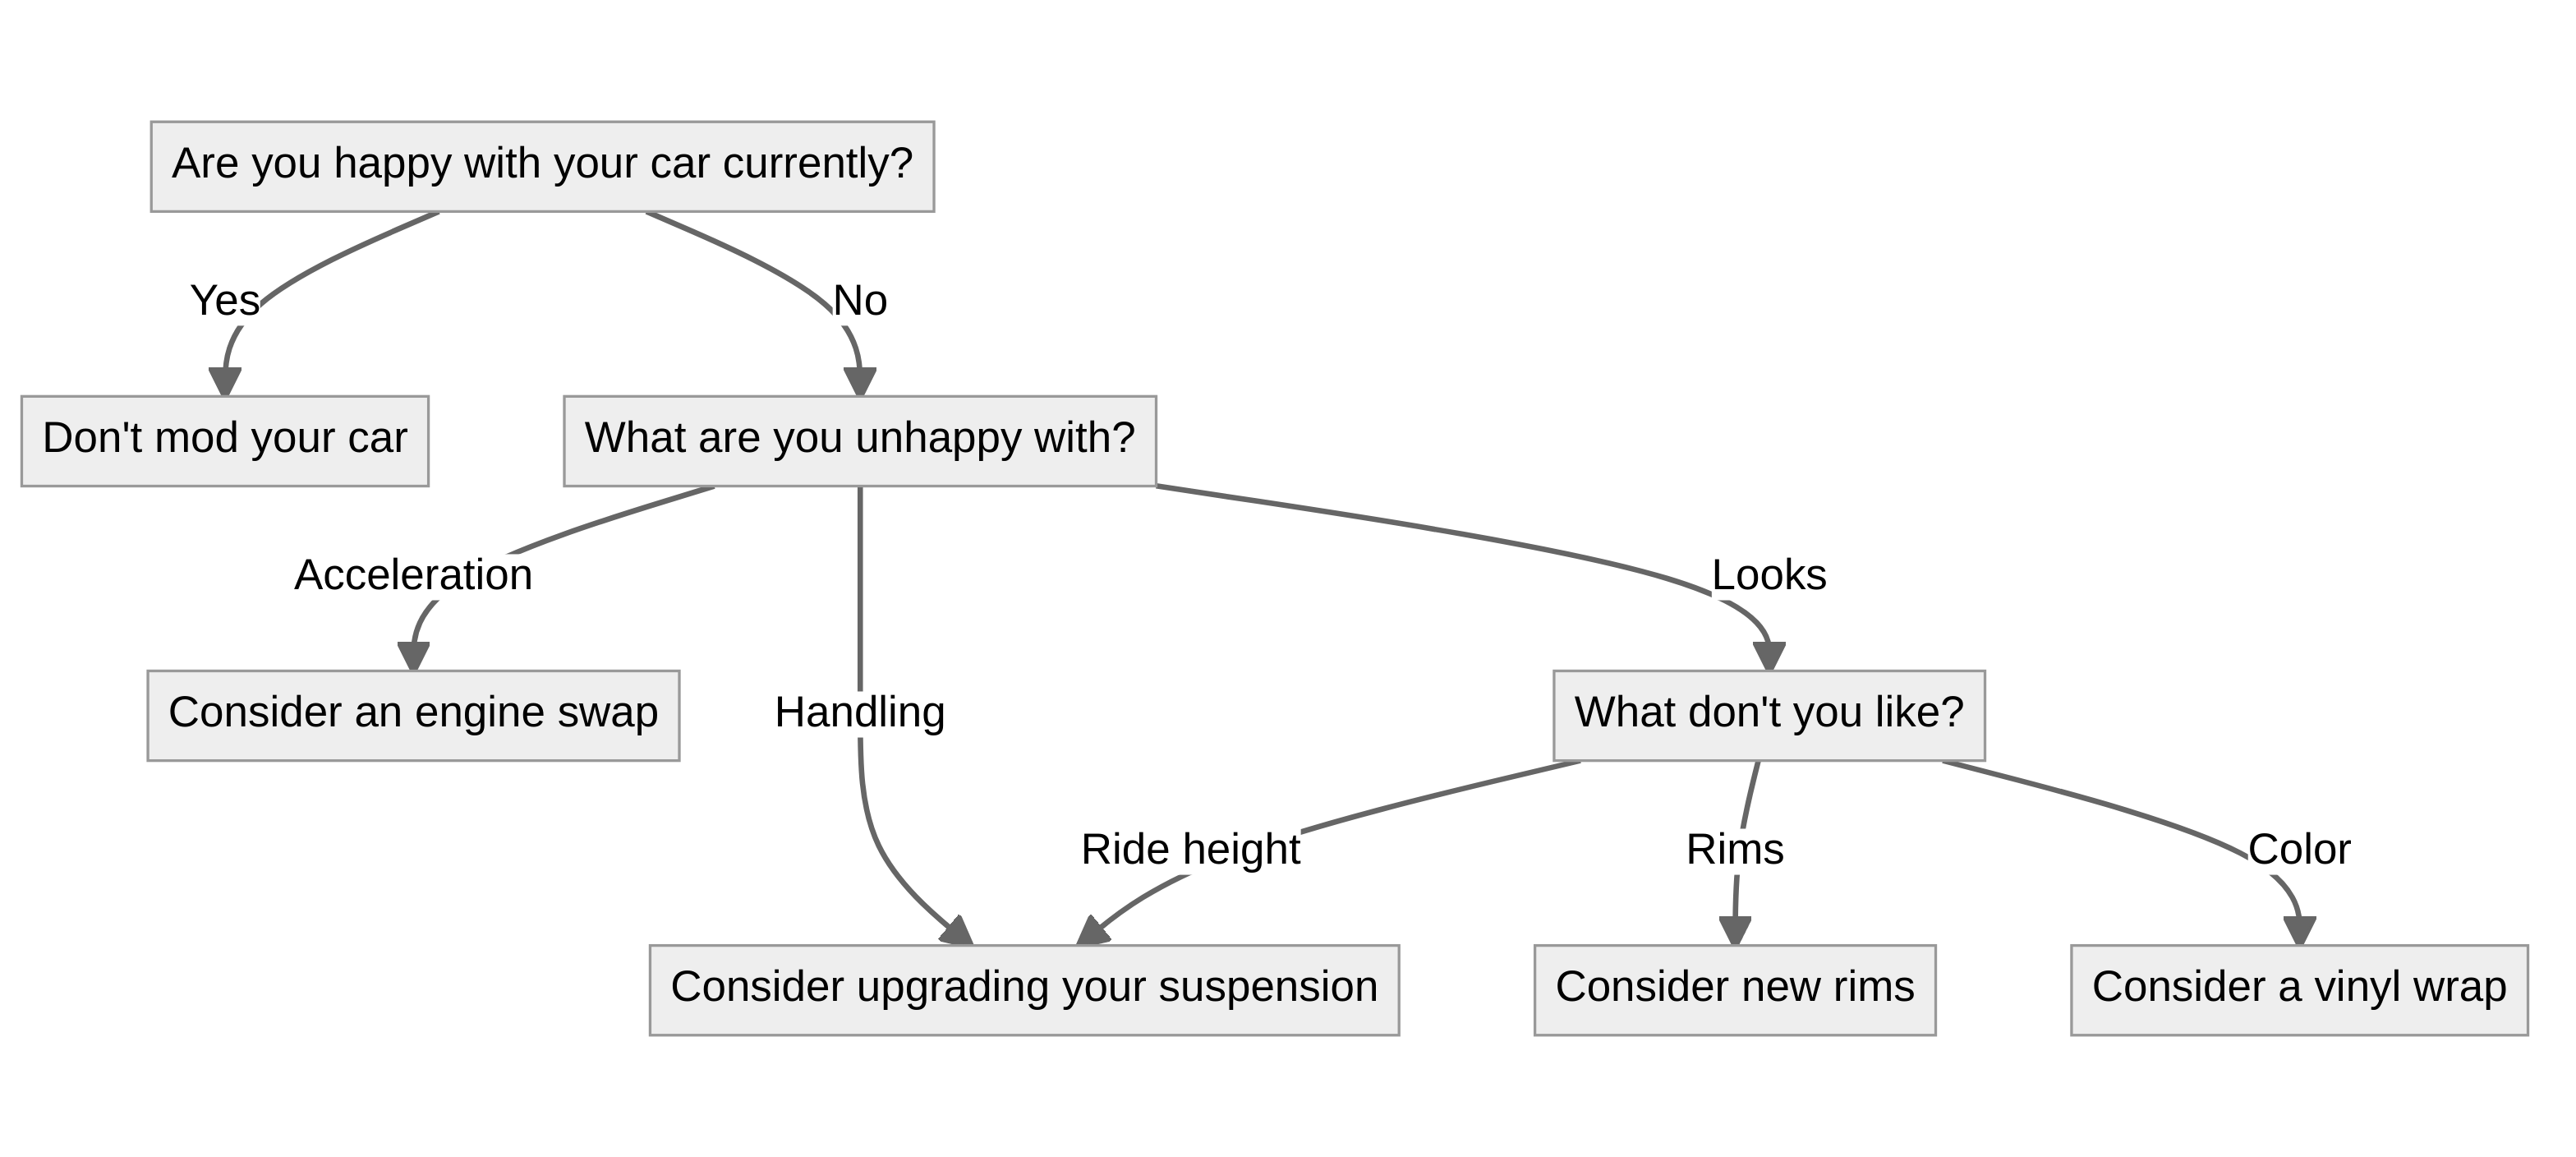 Are you happy with your car currently?
Yes
No
Don't mod your car
What are you unhappy with?
Acceleration
Looks
Consider an engine swap
Handling
What don't you like?
Ride height
Rims
Color
Consider upgrading your suspension
Consider new rims
Consider a vinyl wrap